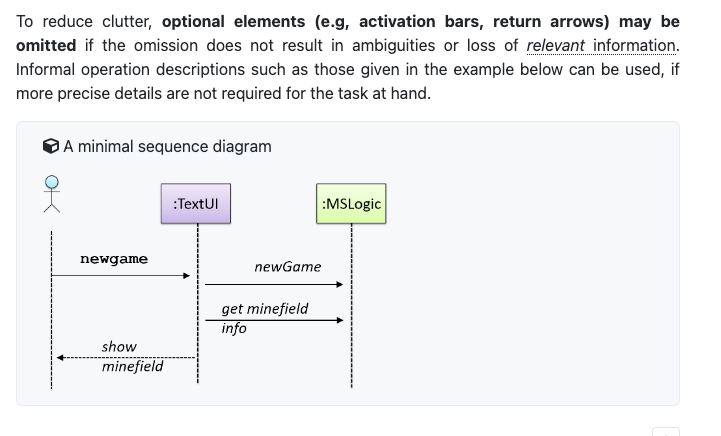 To reduce clutter, optional elements (e.g, activation bars, return arrows) may be
omitted if the omission does not result in ambiguities or loss of relevant information.
Informal operation descriptions such as those given in the example below can be used, if
more precise details are not required for the task at hand.
A minimal sequence diagram
:TextUI
:MSLogic
newgame
newGame
get minefield
info
show
minefield